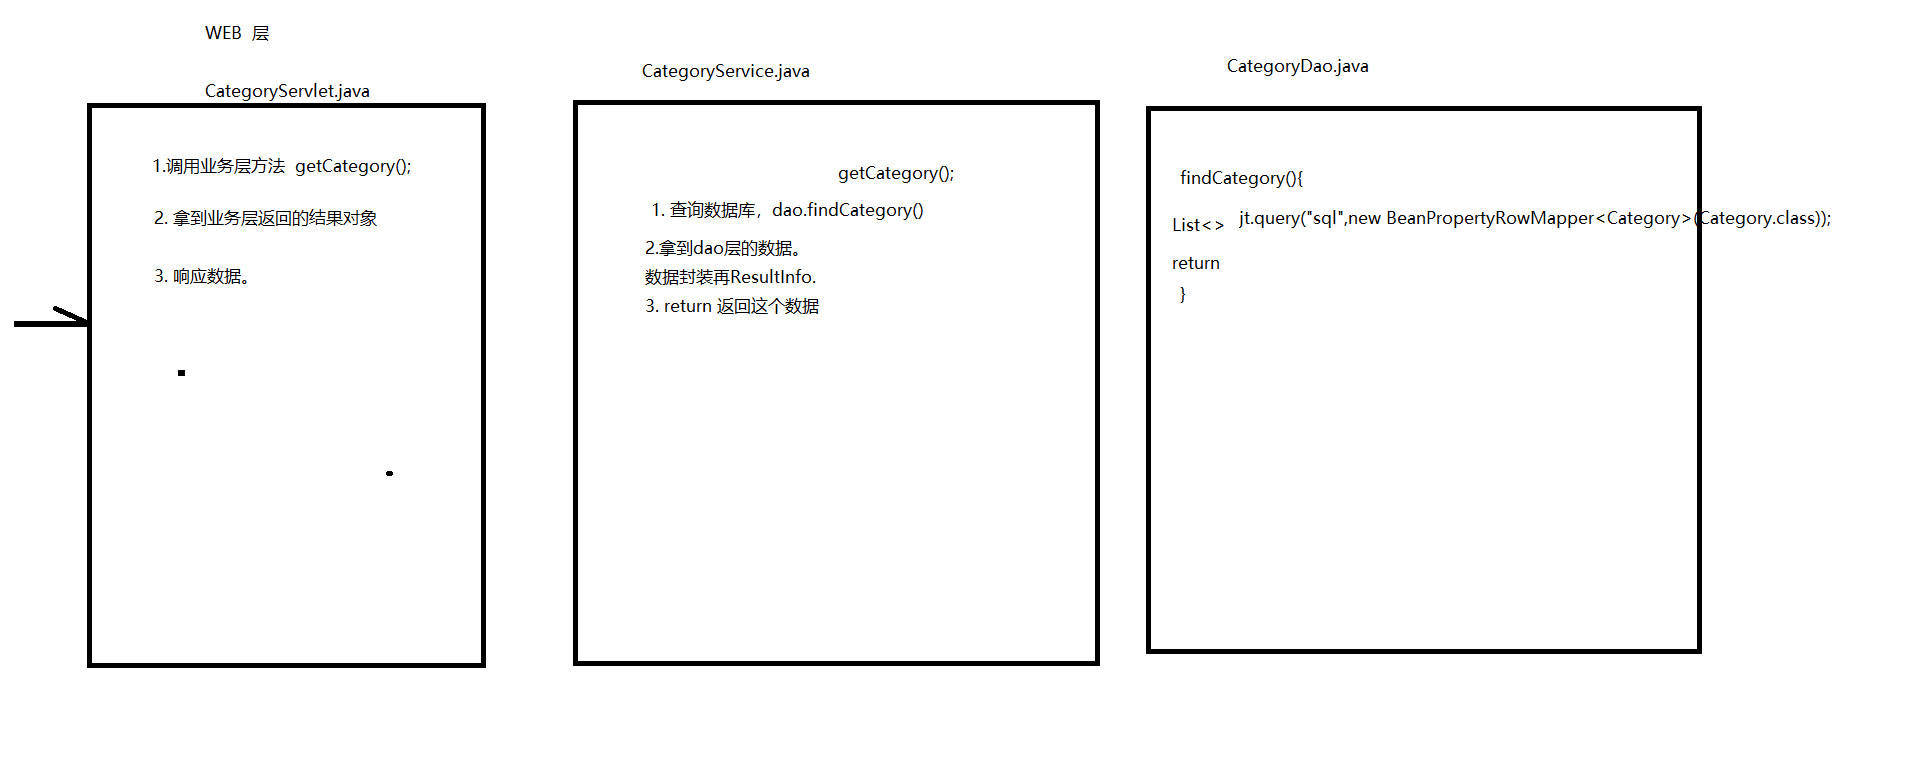 WEB 层
CategoryServlet.java
1.调用业务层方法 getCategory();
2. 拿到业务层返回的结果对象
3. 响应数据。
CategoryService.java
getCategory();
1. 查询数据库，dao.findCategory()
2.拿到dao层的数据。
数据封装再ResultInfo.
3. return 返回这个数据
CategoryDao.java
findCategory(){
List<> jt.query("sql",new BeanPropertyRowMapper<Category>(Category.class));
return
}